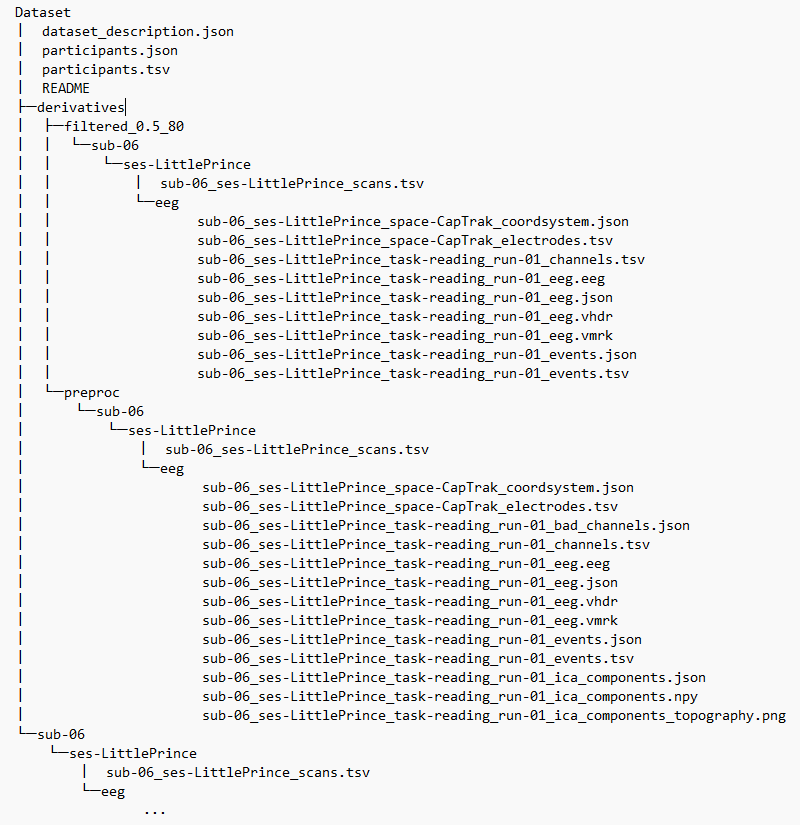 Dataset
│  dataset_description.json
│  participants.json
│  participants.tsv
│  README
├─derivatives
│  ├─filtered_0.5_80
│  │  └─sub-06
│  │      └─ses-LittlePrince
│  │          │  sub-06_ses-LittlePrince_scans.tsv
│  │          └─eeg
│  │                  sub-06_ses-LittlePrince_space-CapTrak_coordsystem.json
│  │                  sub-06_ses-LittlePrince_space-CapTrak_electrodes.tsv
│  │                  sub-06_ses-LittlePrince_task-reading_run-01_channels.tsv
│  │                  sub-06_ses-LittlePrince_task-reading_run-01_eeg.eeg
│  │                  sub-06_ses-LittlePrince_task-reading_run-01_eeg.json
│  │                  sub-06_ses-LittlePrince_task-reading_run-01_eeg.vhdr
│  │                  sub-06_ses-LittlePrince_task-reading_run-01_eeg.vmrk
│  │                  sub-06_ses-LittlePrince_task-reading_run-01_events.json
│  │                  sub-06_ses-LittlePrince_task-reading_run-01_events.tsv
│  └─preproc
│      └─sub-06
│          └─ses-LittlePrince
│              │  sub-06_ses-LittlePrince_scans.tsv
│              └─eeg
│                      sub-06_ses-LittlePrince_space-CapTrak_coordsystem.json
│                      sub-06_ses-LittlePrince_space-CapTrak_electrodes.tsv
│                      sub-06_ses-LittlePrince_task-reading_run-01_bad_channels.json
│                      sub-06_ses-LittlePrince_task-reading_run-01_channels.tsv
│                      sub-06_ses-LittlePrince_task-reading_run-01_eeg.eeg
│                      sub-06_ses-LittlePrince_task-reading_run-01_eeg.json
│                      sub-06_ses-LittlePrince_task-reading_run-01_eeg.vhdr
│                      sub-06_ses-LittlePrince_task-reading_run-01_eeg.vmrk
│                      sub-06_ses-LittlePrince_task-reading_run-01_events.json
│                      sub-06_ses-LittlePrince_task-reading_run-01_events.tsv
│                      sub-06_ses-LittlePrince_task-reading_run-01_ica_components.json
│                      sub-06_ses-LittlePrince_task-reading_run-01_ica_components.npy
│                      sub-06_ses-LittlePrince_task-reading_run-01_ica_components_topography.png
└─sub-06
    └─ses-LittlePrince
        │  sub-06_ses-LittlePrince_scans.tsv
        └─eeg
                ...